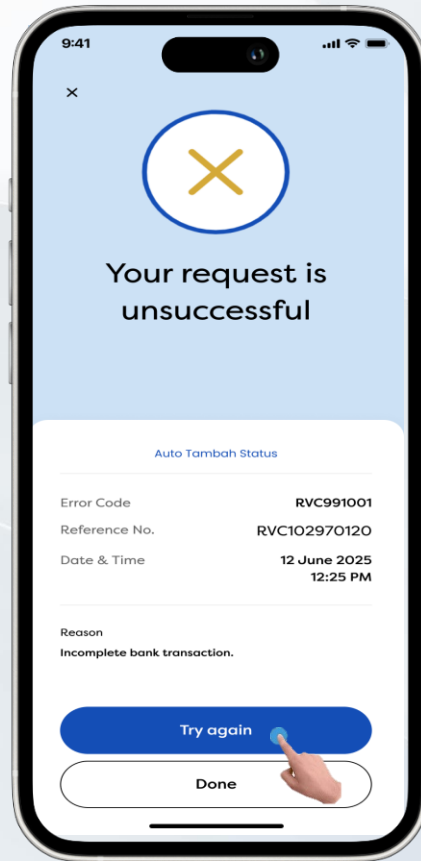 9:41
Your request is
unsuccessful
Auto Tambah Status
Error Code RVC991001
Reference No. RVC102970120
Date & Time 12 June 2025
12:25 PM
Reason
Incomplete bank transaction.
Try again
Done